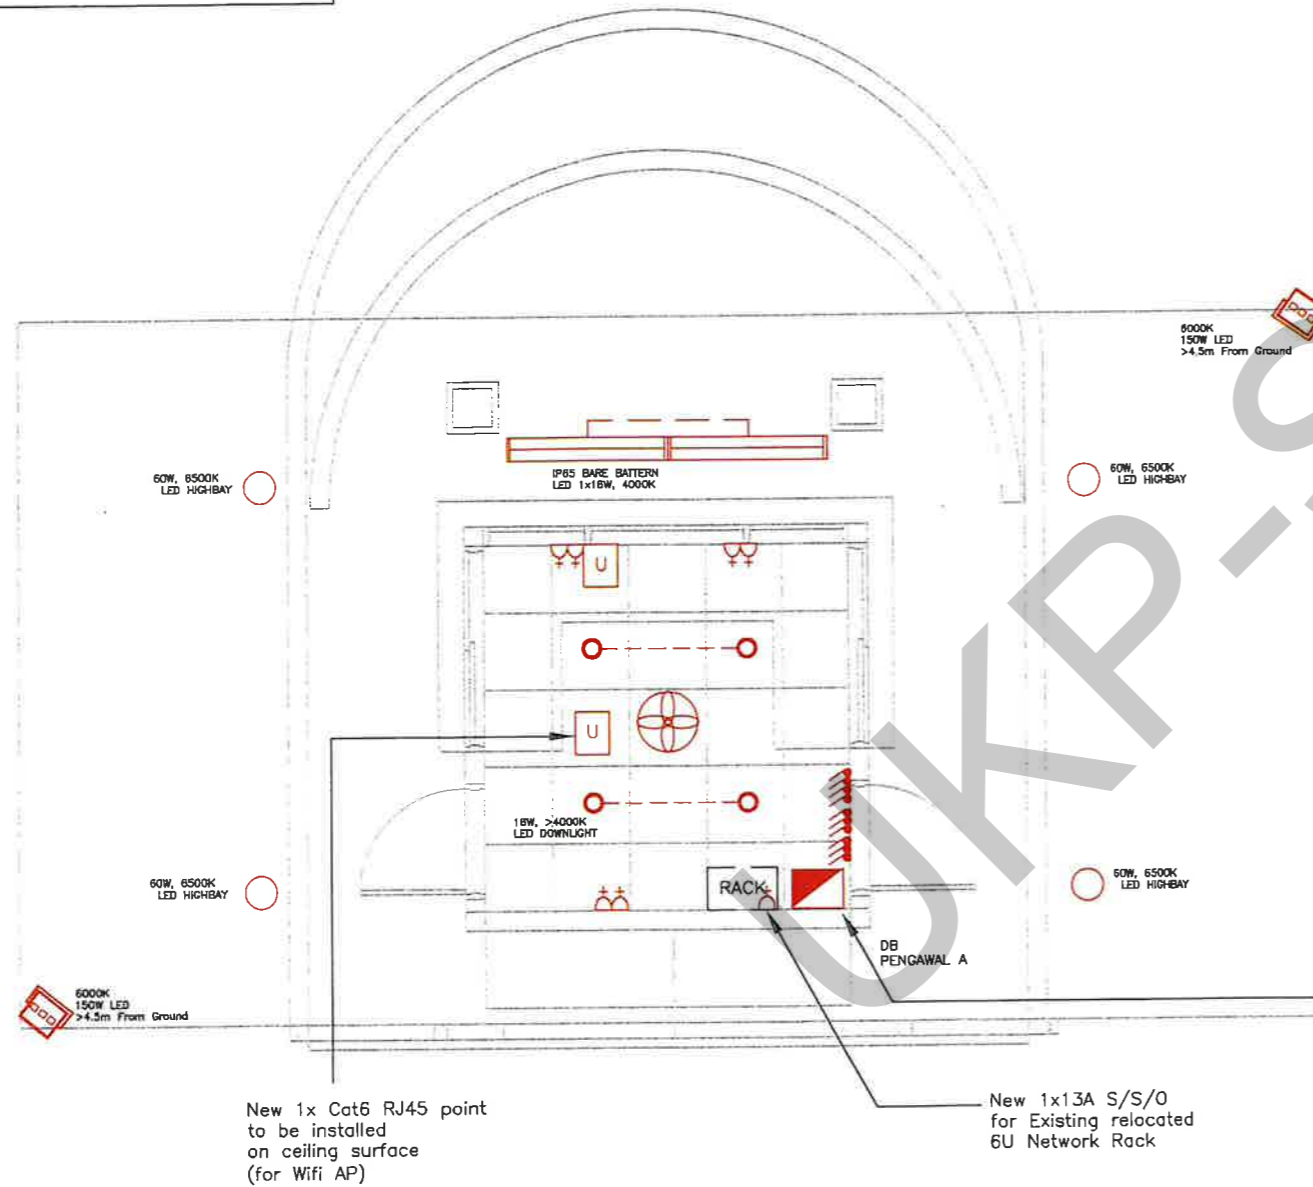 6000K
150W LED
>4.5m From Ground
60W, 6500K
LED HIGHBAY
IP65 BARE BATTERN
LED 1x18W, 4000K
60W, 6500K
LED HIGHBAY
U
U
18W, >4000K
LED DOWNLIGHT
60W, 6500K
LED HIGHBAY
RACK
60W, 6500K
LED HIGHBAY
DB
PENGAWAL A
6000K
150W LED
>4.5m From Ground
New 1x Cat6 RJ45 point
to be installed
on ceiling surface
(for Wifi AP)
New 1x13A S/S/O
for Existing relocated
6U Network Rack
UKP-S